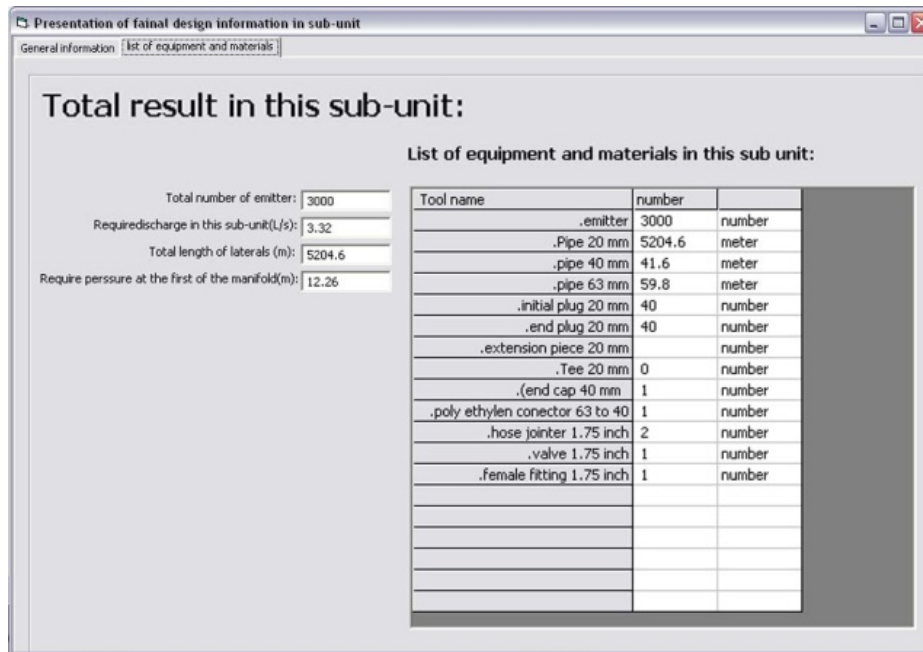 Presentation of fainal design information in sub-unit
General information
list of equipment and materials
Total result in this sub-unit:
List of equipment and materials in this sub unit:
Total number of emitter: 3000
Requiredischarge in this sub-unit(L/s): 3.32
Total length of laterals (m): 5204.6
Require perssure at the first of the manifold(m): 12.26
Tool name number
.emitter 3000 number
.Pipe 20 mm 5204.6 meter
.pipe 40 mm 41.6 meter
.pipe 63 mm 59.8 meter
.initial plug 20 mm 40 number
.end plug 20 mm 40 number
.extension piece 20 mm number
.Tee 20 mm 0 number
.(end cap 40 mm 1 number
.poly ethylen conector 63 to 40 1 number
.hose jointer 1.75 inch 2 number
.valve 1.75 inch 1 number
.female fitting 1.75 inch 1 number